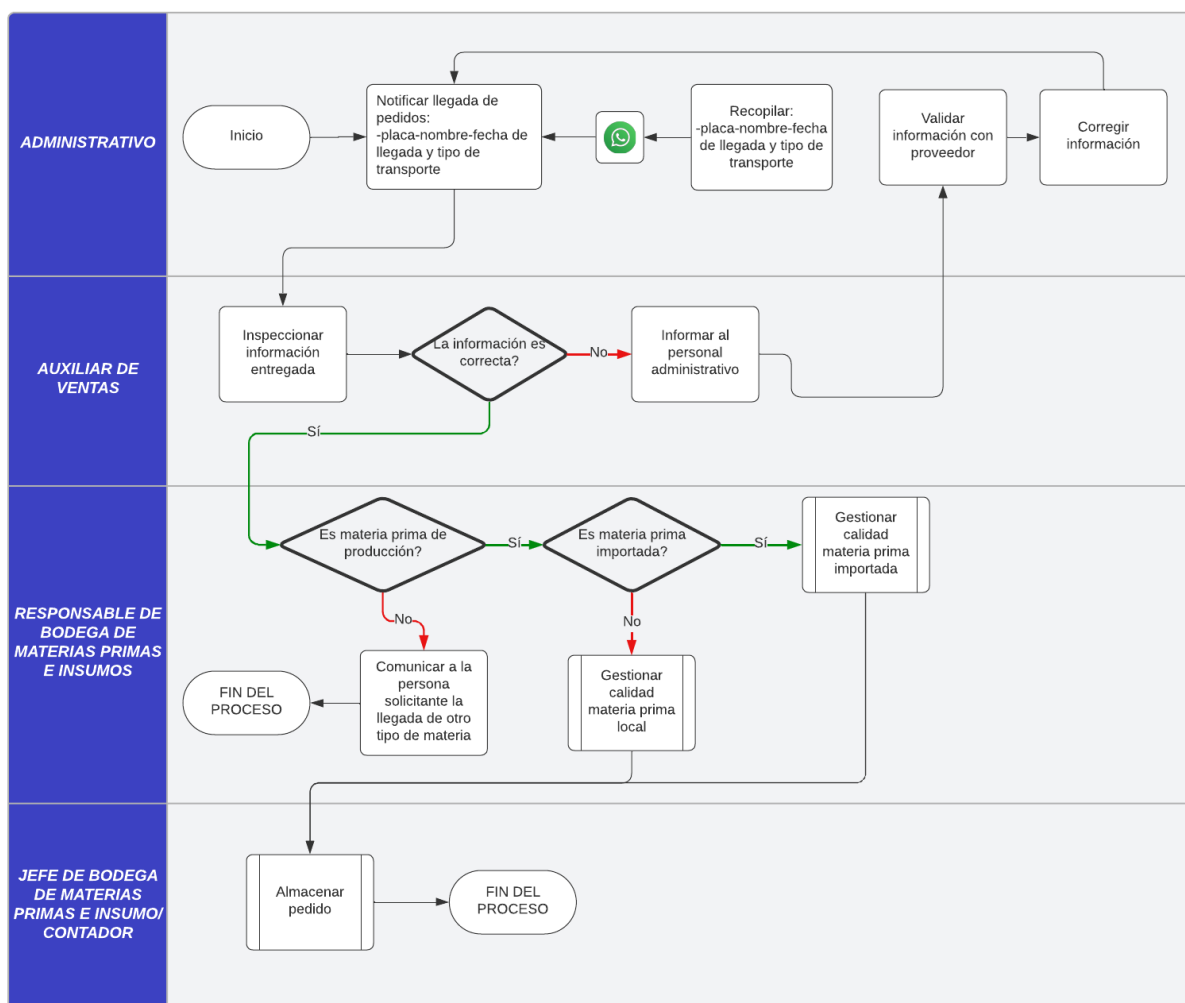 ADMINISTRATIVO
Inicio
Notificar llegada de
pedidos:
-placa-nombre-fecha de
llegada y tipo de
transporte
Recopilar:
-placa-nombre-fecha
de llegada y tipo de
transporte
Validar
información con
proveedor
Corregir
información
AUXILIAR DE
VENTAS
Inspeccionar
información
entregada
La información es
correcta?
No
Informar al
personal
administrativo
Sí
RESPONSABLE DE
BODEGA DE
MATERIAS PRIMAS
E INSUMOS
Es materia prima de
producción?
Sí
Es materia prima
importada?
Sí
Gestionar
calidad
materia prima
importada
No
No
FIN DEL
PROCESO
Comunicar a la
persona
solicitante la
llegada de otro
tipo de materia
Gestionar
calidad
materia prima
local
JEFE DE BODEGA
DE MATERIAS
PRIMAS E INSUMO/
CONTADOR
Almacenar
pedido
FIN DEL
PROCESO